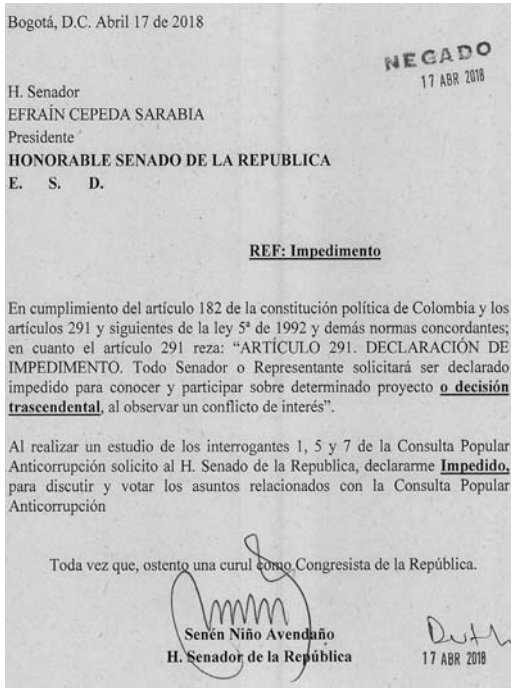 Bogotá, D.C. Abril 17 de 2018
NEGADO
17 ABR 2018
H. Senador
EFRAÍN CEPEDA SARABIA
Presidente
HONORABLE SENADO DE LA REPUBLICA
E. S. D.
REF: Impedimento
En cumplimiento del artículo 182 de la constitución política de Colombia y los
artículos 291 y siguientes de la ley 5ª de 1992 y demás normas concordantes;
en cuanto el artículo 291 reza: “ARTÍCULO 291. DECLARACIÓN DE
IMPEDIMENTO. Todo Senador o Representante solicitará ser declarado
impedido para conocer y participar sobre determinado proyecto o decisión
trascendental, al observar un conflicto de interés”.
Al realizar un estudio de los interrogantes 1, 5 y 7 de la Consulta Popular
Anticorrupción solicito al H. Senado de la Republica, declararme Impedido,
para discutir y votar los asuntos relacionados con la Consulta Popular
Anticorrupción
Toda vez que, ostento una curul como Congresista de la República.
Senén Niño Avendaño
H. Senador de la República
17 ABR 2018